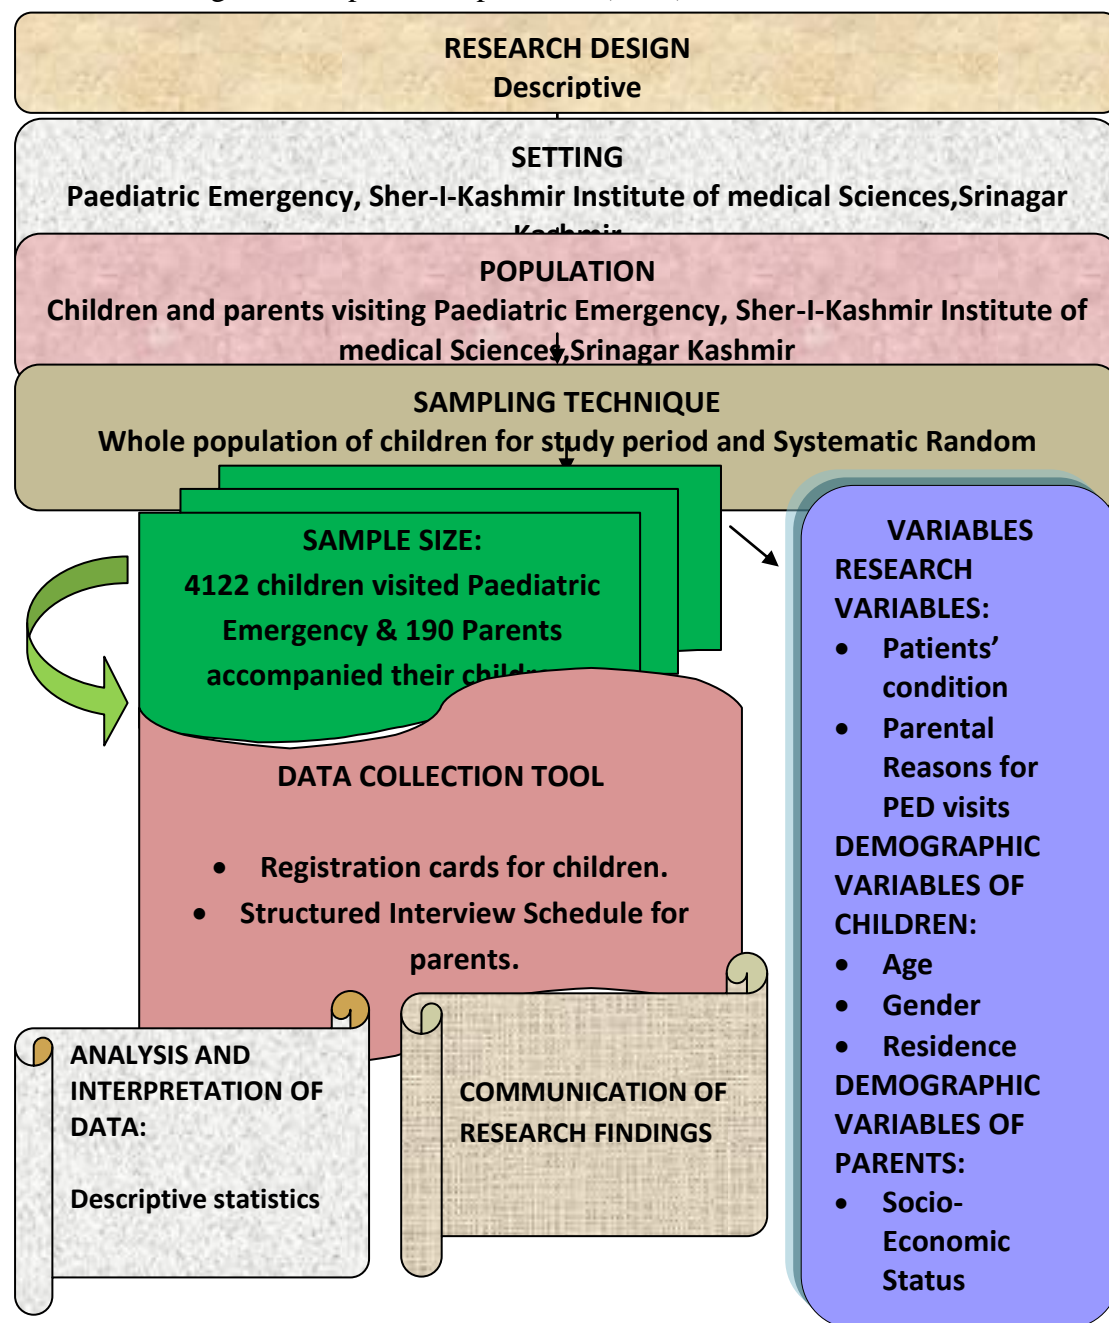 RESEARCH DESIGN
Descriptive
SETTING
Paediatric Emergency, Sher-I-Kashmir Institute of medical Sciences,Srinagar
Kashmir
POPULATION
Children and parents visiting Paediatric Emergency, Sher-I-Kashmir Institute of
medical Sciences,Srinagar Kashmir
SAMPLING TECHNIQUE
Whole population of children for study period and Systematic Random
SAMPLE SIZE:
4122 children visited Paediatric
Emergency & 190 Parents
accompanied their children
DATA COLLECTION TOOL
• Registration cards for children.
• Structured Interview Schedule for
parents.
ANALYSIS AND
INTERPRETATION OF
DATA:
Descriptive statistics
COMMUNICATION OF
RESEARCH FINDINGS
VARIABLES
RESEARCH
VARIABLES:
• Patients’
condition
• Parental
Reasons for
PED visits
DEMOGRAPHIC
VARIABLES OF
CHILDREN:
• Age
• Gender
• Residence
DEMOGRAPHIC
VARIABLES OF
PARENTS:
• Socio-
Economic
Status